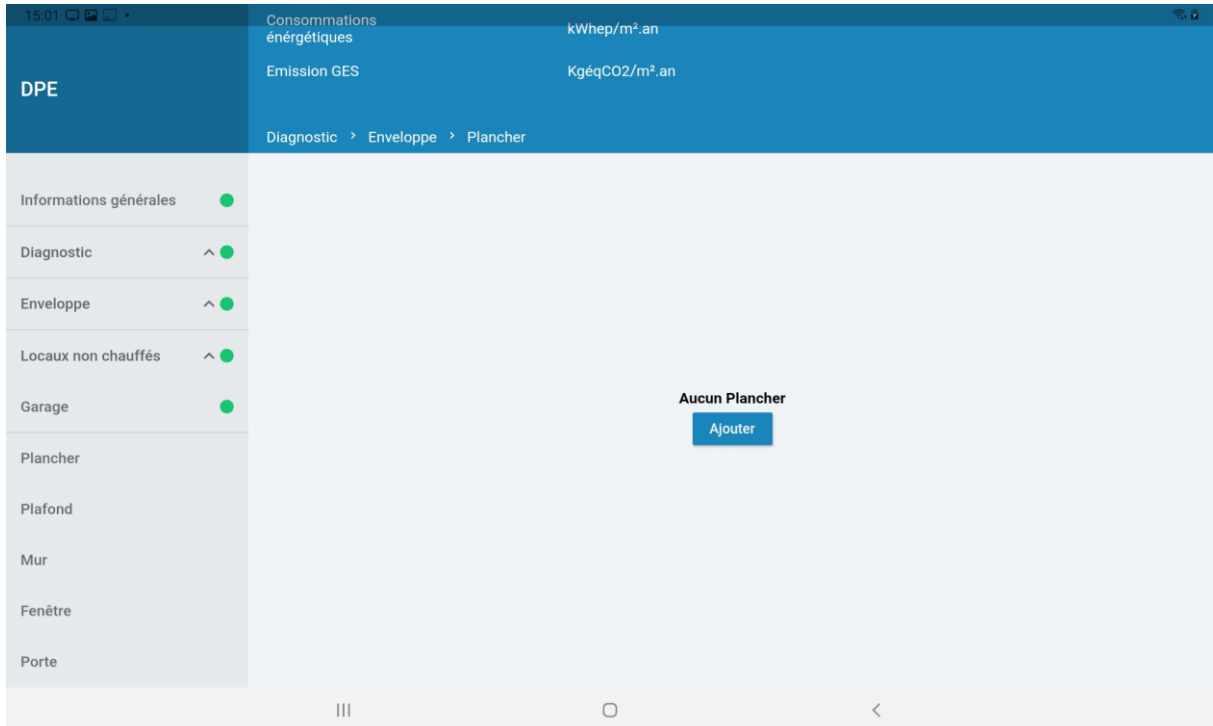 15:01
DPE
Consommations
énérgétiques
kWhep/m².an
Emission GES
KgéqCO2/m².an
Diagnostic > Enveloppe > Plancher
Informations générales
Diagnostic
Enveloppe
Locaux non chauffés
Garage
Plancher
Plafond
Mur
Fenêtre
Porte
Aucun Plancher
Ajouter